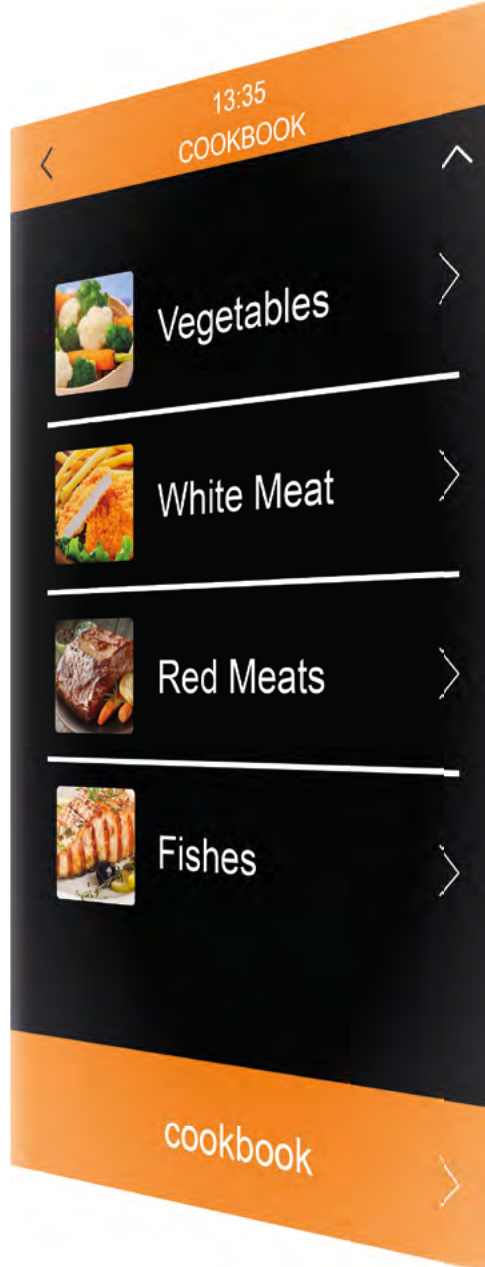 13:35
COOKBOOK
Vegetables
White Meat
Red Meats
Fishes
cookbook